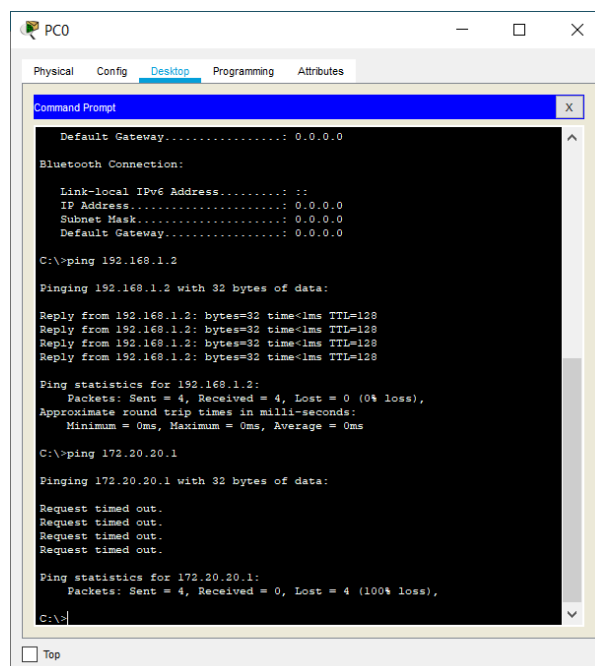 PC0
Physical Config Desktop Programming Attributes
Command Prompt
X
Default Gateway.................: 0.0.0.0
Bluetooth Connection:
Link-local IPv6 Address.........: ::
IP Address......................: 0.0.0.0
Subnet Mask.....................: 0.0.0.0
Default Gateway.................: 0.0.0.0
C:\>ping 192.168.1.2
Pinging 192.168.1.2 with 32 bytes of data:
Reply from 192.168.1.2: bytes=32 time<1ms TTL=128
Reply from 192.168.1.2: bytes=32 time<1ms TTL=128
Reply from 192.168.1.2: bytes=32 time<1ms TTL=128
Reply from 192.168.1.2: bytes=32 time<1ms TTL=128
Ping statistics for 192.168.1.2:
Packets: Sent = 4, Received = 4, Lost = 0 (0% loss),
Approximate round trip times in milli-seconds:
Minimum = 0ms, Maximum = 0ms, Average = 0ms
C:\>ping 172.20.20.1
Pinging 172.20.20.1 with 32 bytes of data:
Request timed out.
Request timed out.
Request timed out.
Request timed out.
Ping statistics for 172.20.20.1:
Packets: Sent = 4, Received = 0, Lost = 4 (100% loss),
C:\>
Top